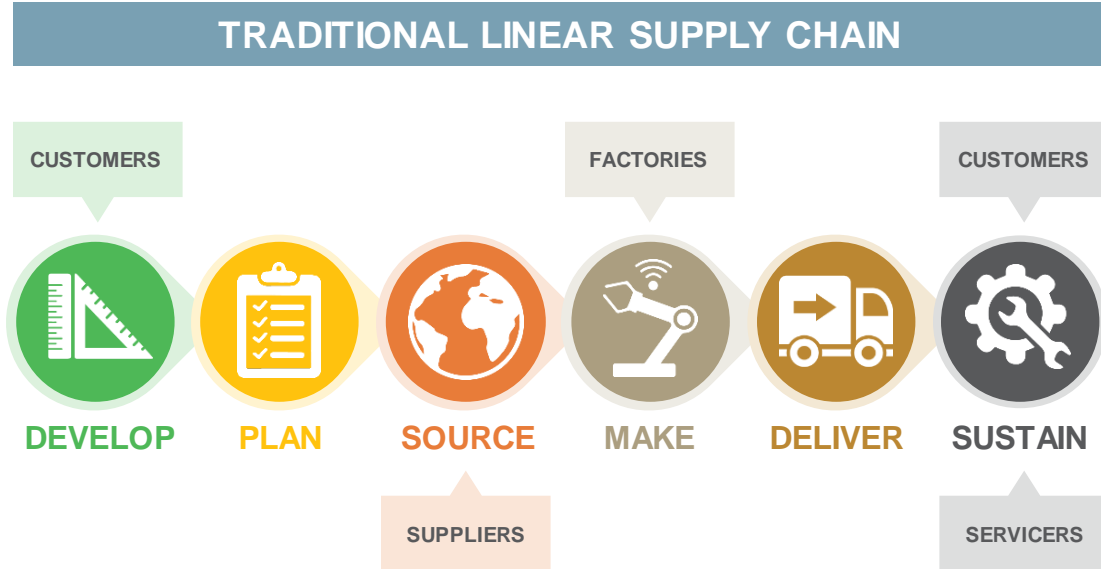 TRADITIONAL LINEAR SUPPLY CHAIN
CUSTOMERS
FACTORIES
CUSTOMERS
DEVELOP
PLAN
SOURCE
MAKE
DELIVER
SUSTAIN
SUPPLIERS
SERVICERS